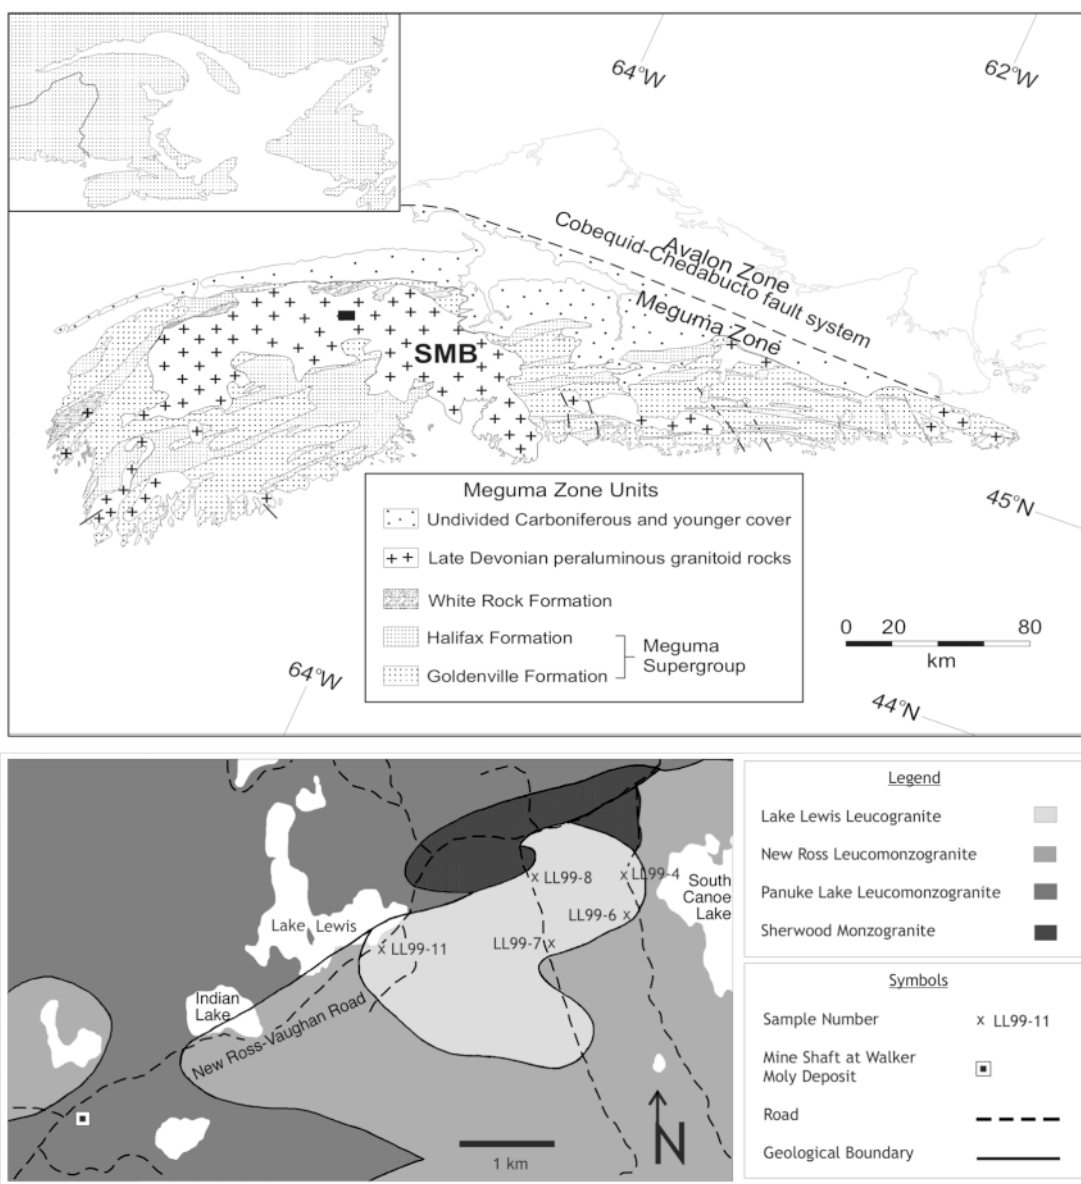 64°W
62°W
Cobequid-Chedabucto fault system
Avalon Zone
Meguma Zone
SMB
45°N
Meguma Zone Units
Undivided Carboniferous and younger cover
Late Devonian peraluminous granitoid rocks
White Rock Formation
Halifax Formation
Goldenville Formation
Meguma
Supergroup
0 20 80
km
64°W
44°N
Legend
Lake Lewis Leucogranite
New Ross Leucomonzogranite
Panuke Lake Leucomonzogranite
Sherwood Monzogranite
Symbols
Sample Number x LL99-11
Mine Shaft at Walker
Moly Deposit
Road
Geological Boundary
x LL99-8
x LL99-4
South
Canoe
Lake
LL99-6 x
Lake Lewis
LL99-7 x
x LL99-11
Indian
Lake
New Ross-Vaughan Road
N
1 km